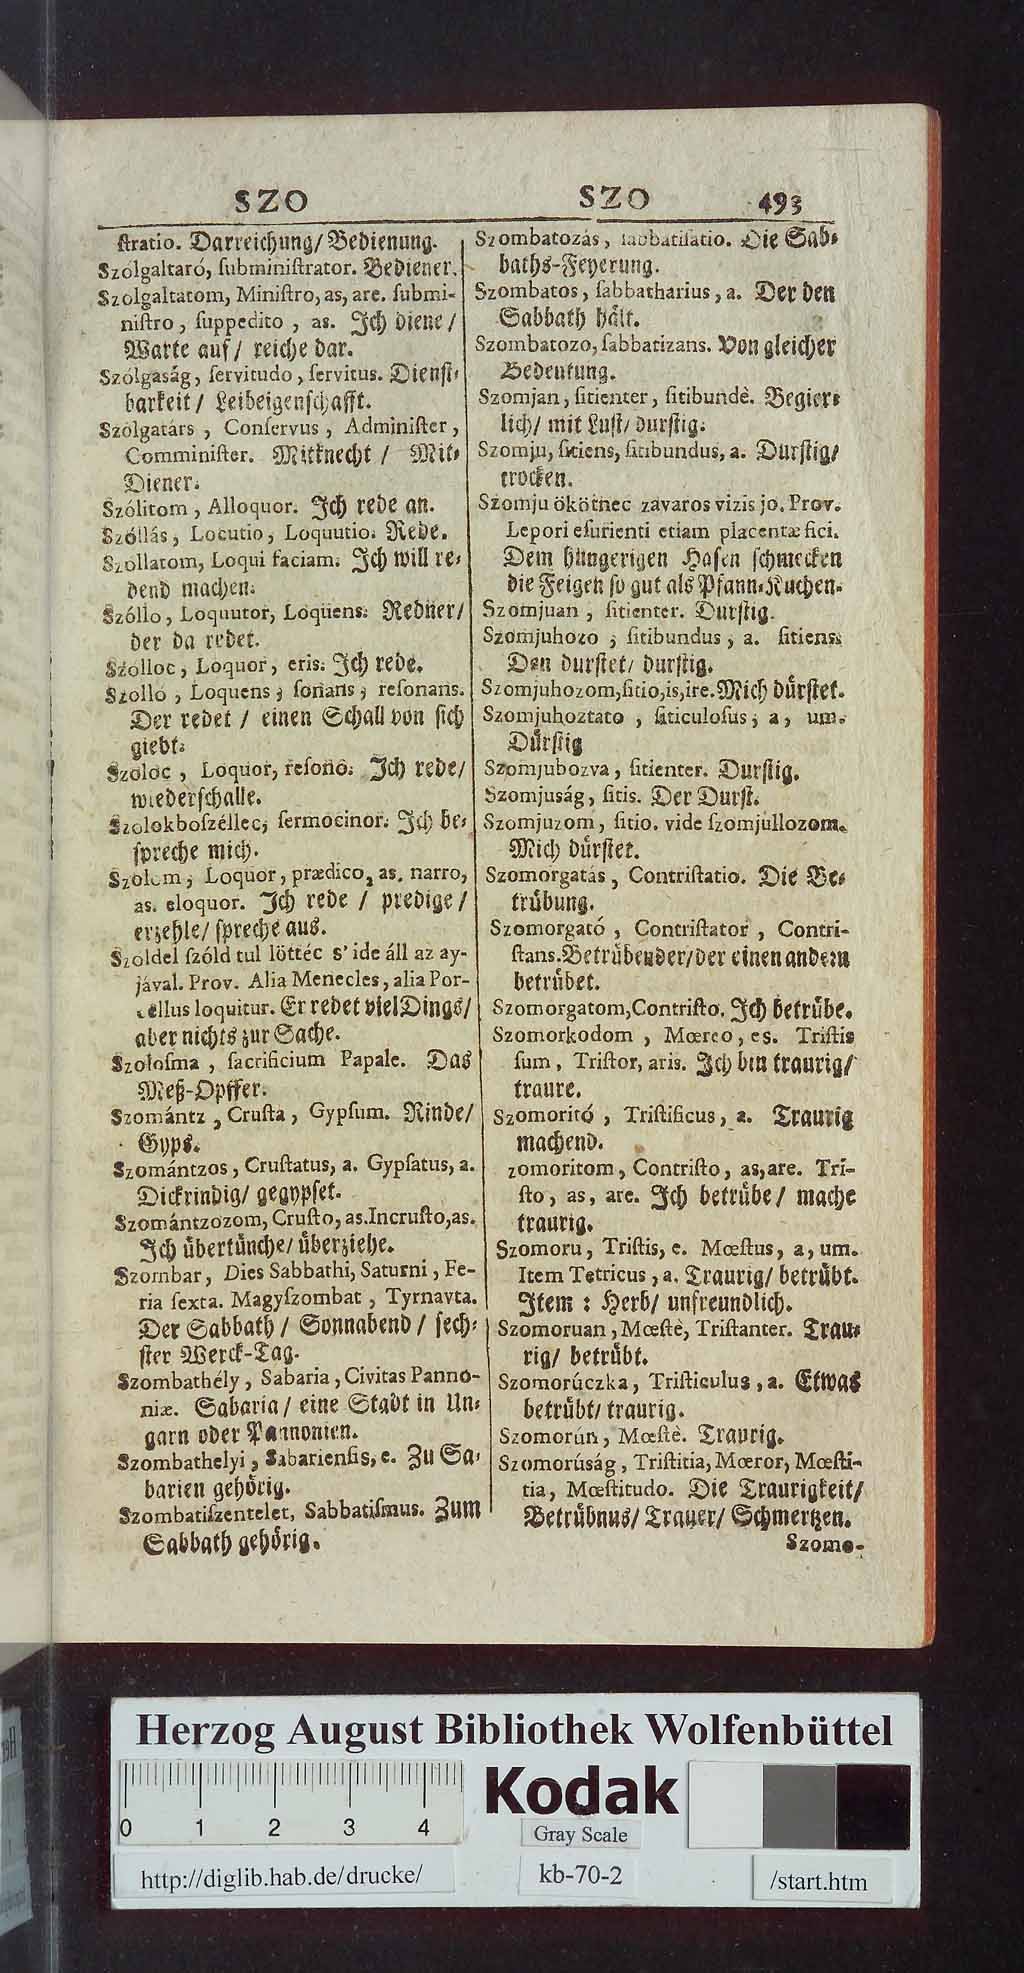 SZO
SZO 493
ſtratio. Darreichung/ Bedienung.
Szólgaltaró, ſubminiſtrator. Bediener.
Szolgaltatom, Miniſtro, as, are. ſubmi-
niſtro, ſuppedito, as. Ich diene/
Warte auf/ reiche dar.
Szólgaság, ſervitudo, ſervitus. Dienſt-
barkeit/ Leibeigenſchafft.
Szólgatárs, Conſervus, Adminiſter,
Comminiſter. Mitknecht/ Mit-
Diener.
Szólitom, Alloquor. Ich rede an.
Szóllás, Locutio, Loquutio. Rede.
Szóllatom, Loqui faciam. Ich will re-
dend machen.
Szóllo, Loquutor, Loquens. Redner/
der da redet.
Szólloc, Loquor, eris. Ich rede.
Szolló, Loquens, ſonans, reſonans.
Der redet/ einen Schall von ſich
giebt.
Szoloc, Loquor, reſono. Ich rede/
wiederſchalle.
Szolokboſzéllec, ſermocinor. Ich be-
ſpreche mich.
Szolom, Loquor, prædico, as. narro,
as. eloquor. Ich rede / predige/
erzehle/ ſpreche aus.
Szoldel ſzóld tul löttéc s' ide áll az ay-
jával. Prov. Alia Menecles, alia Por-
cellus loquitur. Er redet viel Dings/
aber nichts zur Sache.
Szoloſma, ſacrificium Papale. Das
Meß-Opffer.
Szomántz, Cruſta, Gypſum. Rinde/
Gyps.
Szomántzos, Cruſtatus, a. Gypſatus, a.
Dickrindig/ gegypſet.
Szomántzozom, Cruſto, as. Incruſto, as.
Ich übertünche/ überziehe.
Szombar, Dies Sabbathi, Saturni, Fe-
ria ſexta. Magyſzombat, Tyrnavta.
Der Sabbath/ Sonnabend/ ſech-
ſter Werck-Tag.
Szombathély, Sabaria, Civitas Panno-
niæ. Sabaria/ eine Stadt in Un-
garn oder Pannonien.
Szombathelyi, Sabarienſis, e. Zu Sa-
barien gehörig.
Szombatiſzentelet, Sabbatiſmus. Zum
Sabbath gehörig.
Szombatozás, ſabbatiſatio. Die Sab-
baths-Feyerung.
Szombatos, ſabbatharius, a. Der den
Sabbath hält.
Szombatozo, ſabbatizans. Von gleicher
Bedeutung.
Szomjan, ſitienter, ſitibundè. Begier-
lich/ mit Luſt/ durſtig.
Szomju, ſitiens, ſitibundus, a. Durſtig/
trocken.
Szomju ökötnec zavaros vizis jo. Prov.
Lepori eſurienti etiam placentæ fici.
Dem hungerigen Haſen ſchmecken
die Feigen ſo gut als Pfann-Kuchen.
Szomjuan, ſitienter. Durſtig.
Szomjuhozo, ſitibundus, a. ſitiens.
Den durſtet/ durſtig.
Szomjuhozom, ſitio, is, ire. Mich dürſtet.
Szomjuhoztato, ſiticuloſus, a, um.
Dürſtig
Szomjubozva, ſitienter. Durſtig.
Szomjuság, ſitis. Der Durſt.
Szomjuzom, ſitio. vide ſzomjullozom.
Mich dürſtet.
Szomorgatás, Contriſtatio. Die Be-
trübung.
Szomorgató, Contriſtator, Contri-
ſtans. Betrübender/ der einen andern
betrübet.
Szomorgatom, Contriſto. Ich betrübe.
Szomorkodom, Mœreo, es. Triſtis
ſum, Triſtor, aris. Ich bin traurig/
traure.
Szomoritó, Triſtificus, a. Traurig
machend.
zomoritom, Contriſto, as, are. Tri-
ſto, as, are. Ich betrübe/ mache
traurig.
Szomoru, Triſtis, e. Mœſtus, a, um.
Item Tetricus, a. Traurig/ betrübt.
Item : Herb/ unfreundlich.
Szomoruan, Mœſtè, Triſtanter. Trau-
rig/ betrübt.
Szomorúczka, Triſticulus, a. Etwas
betrübt/ traurig.
Szomorún, Mœſtè. Traurig.
Szomorúság, Triſtitia, Mœror, Mœſti-
tia, Mœſtitudo. Die Traurigkeit/
Betrübnus/ Trauer/ Schmertzen.
Szomo-
Herzog August Bibliothek Wolfenbüttel
0 1 2 3 4
Kodak
Gray Scale
http://diglib.hab.de/drucke/
kb-70-2
/start.htm